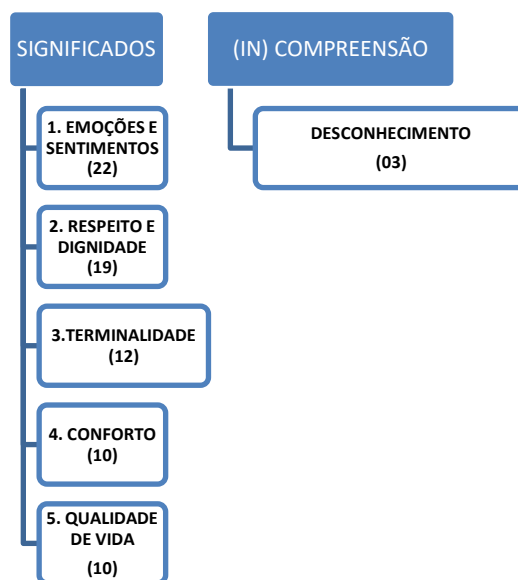 SIGNIFICADOS
1. EMOÇÕES E
SENTIMENTOS
(22)
2. RESPEITO E
DIGNIDADE
(19)
3.TERMINALIDADE
(12)
4. CONFORTO
(10)
5. QUALIDADE
DE VIDA
(10)
(IN) COMPREENSÃO
DESCONHECIMENTO
(03)